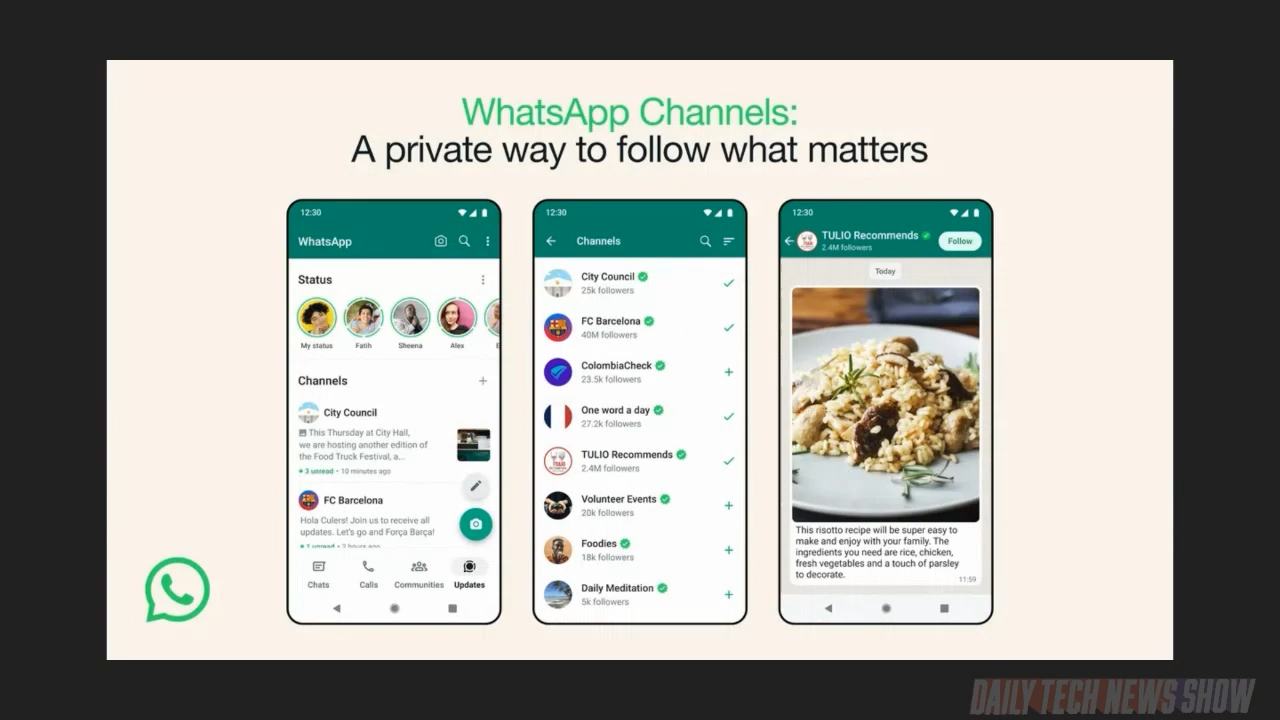 WhatsApp Channels:
A private way to follow what matters
12:30
WhatsApp
Status
My status
Fatih
Sheena
Alex
Channels
City Council
This Thursday at City Hall,
we are hosting another edition of
the Food Truck Festival, a...
3 unread • 10 minutes ago
FC Barcelona
Hola Culers! Join us to receive all
updates. Let's go and Força Barça!
1 unread • 2 hours ago
Chats
Calls
Communities
Updates
12:30
Channels
City Council
25k followers
FC Barcelona
40M followers
ColombiaCheck
23.5k followers
One word a day
27.2k followers
TULIO Recommends
2.4M followers
Volunteer Events
20k followers
Foodies
18k followers
Daily Meditation
5k followers
12:30
TULIO Recommends
2.4M followers
Follow
Today
This risotto recipe will be super easy to
make and enjoy with your family. The
ingredients you need are rice, chicken,
fresh vegetables and a touch of parsley
to decorate.
11:59
DAILY TECH NEWS SHOW